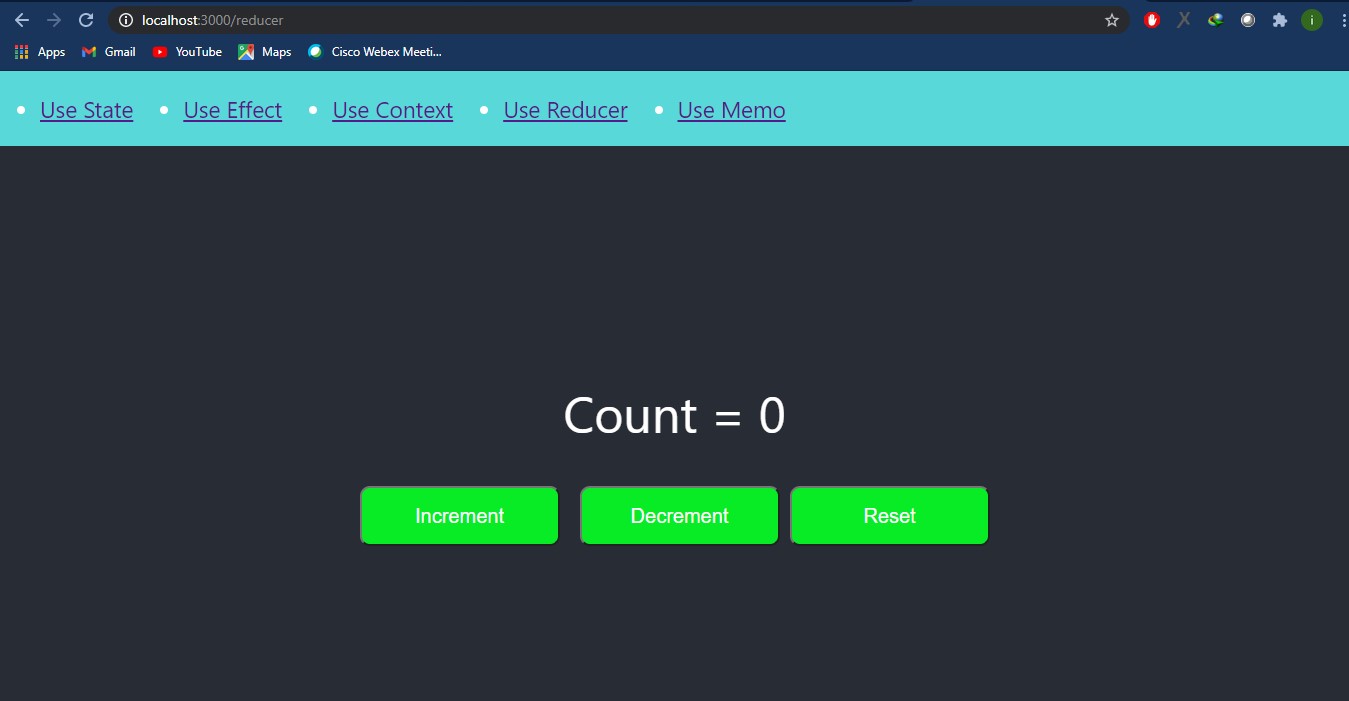 localhost:3000/reducer
Apps Gmail YouTube Maps Cisco Webex Meeti...
Use State Use Effect Use Context Use Reducer Use Memo
Count = 0
Increment Decrement Reset